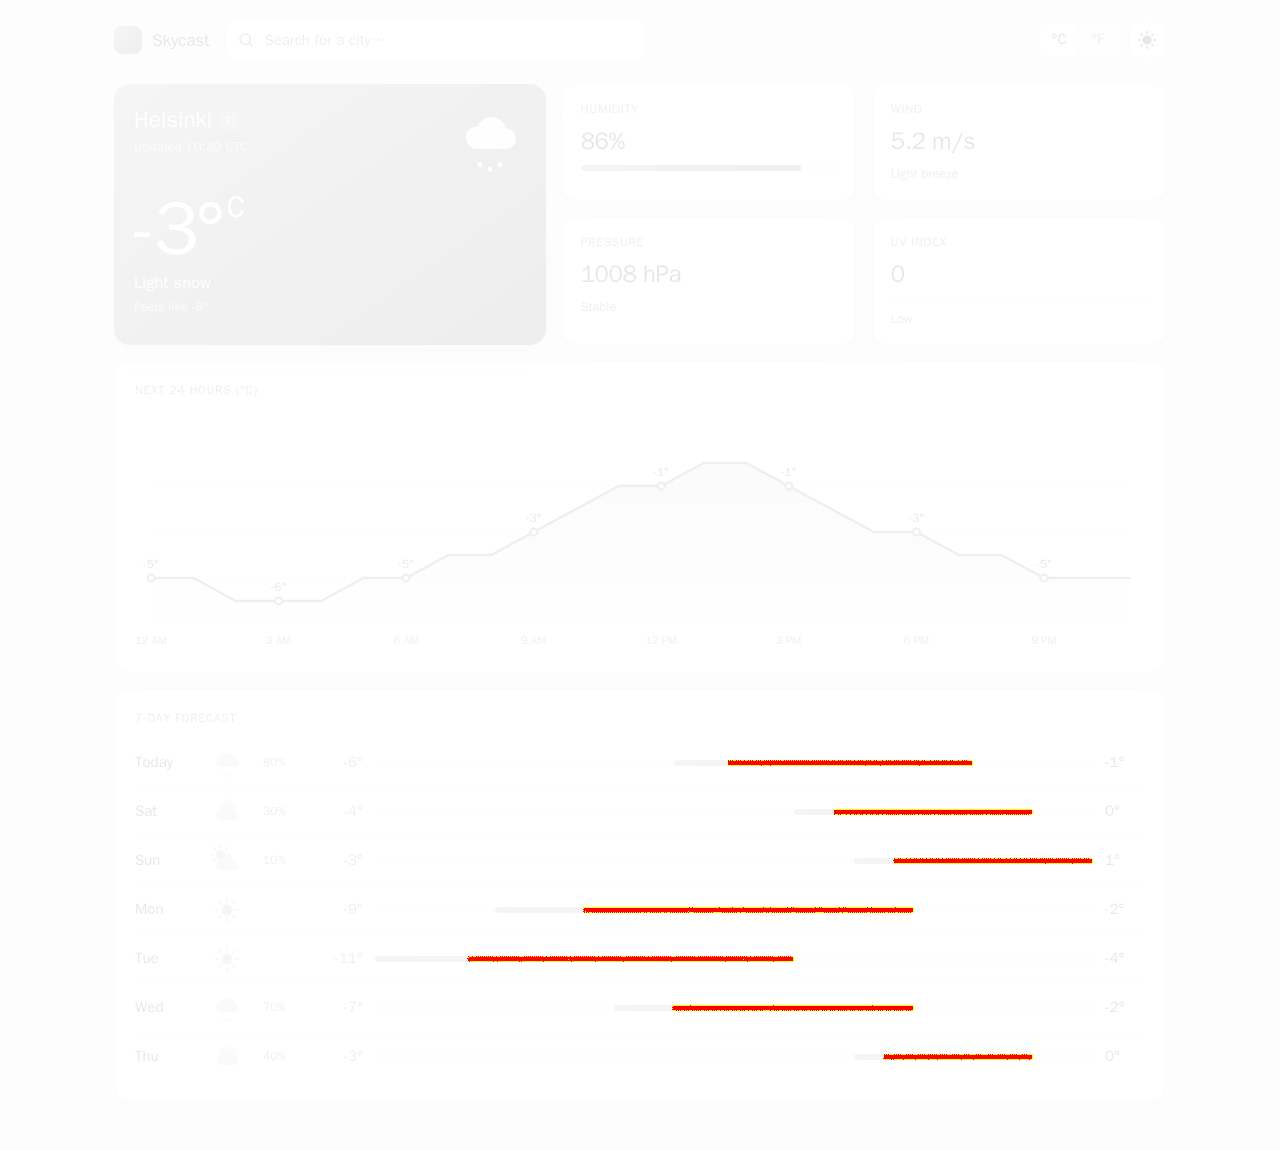 Skycast
Search for a city…
°C °F
Helsinki FI
Updated 10:30 UTC
-3°C
Light snow
Feels like -8°
HUMIDITY
86%
WIND
5.2 m/s
Light breeze
PRESSURE
1008 hPa
Stable
UV INDEX
0
Low
NEXT 24 HOURS (°C)
-5° -6° -5° -3° -1° -1° -3° -5°
12 AM 3 AM 6 AM 9 AM 12 PM 3 PM 6 PM 9 PM
7-DAY FORECAST
Today 80% -6° -1°
Sat 30% -4° 0°
Sun 10% -3° 1°
Mon -9° -2°
Tue -11° -4°
Wed 70% -7° -2°
Thu 40% -3° 0°